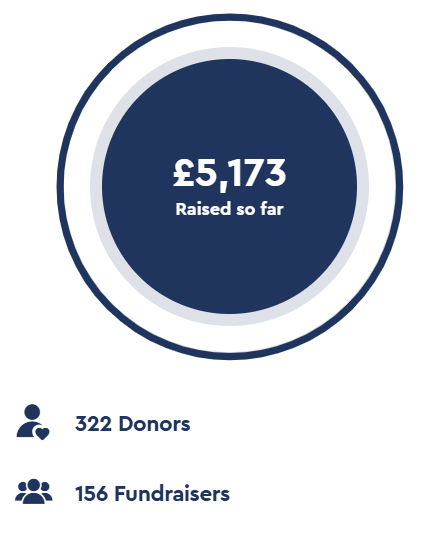 £5,173
Raised so far
322 Donors
156 Fundraisers